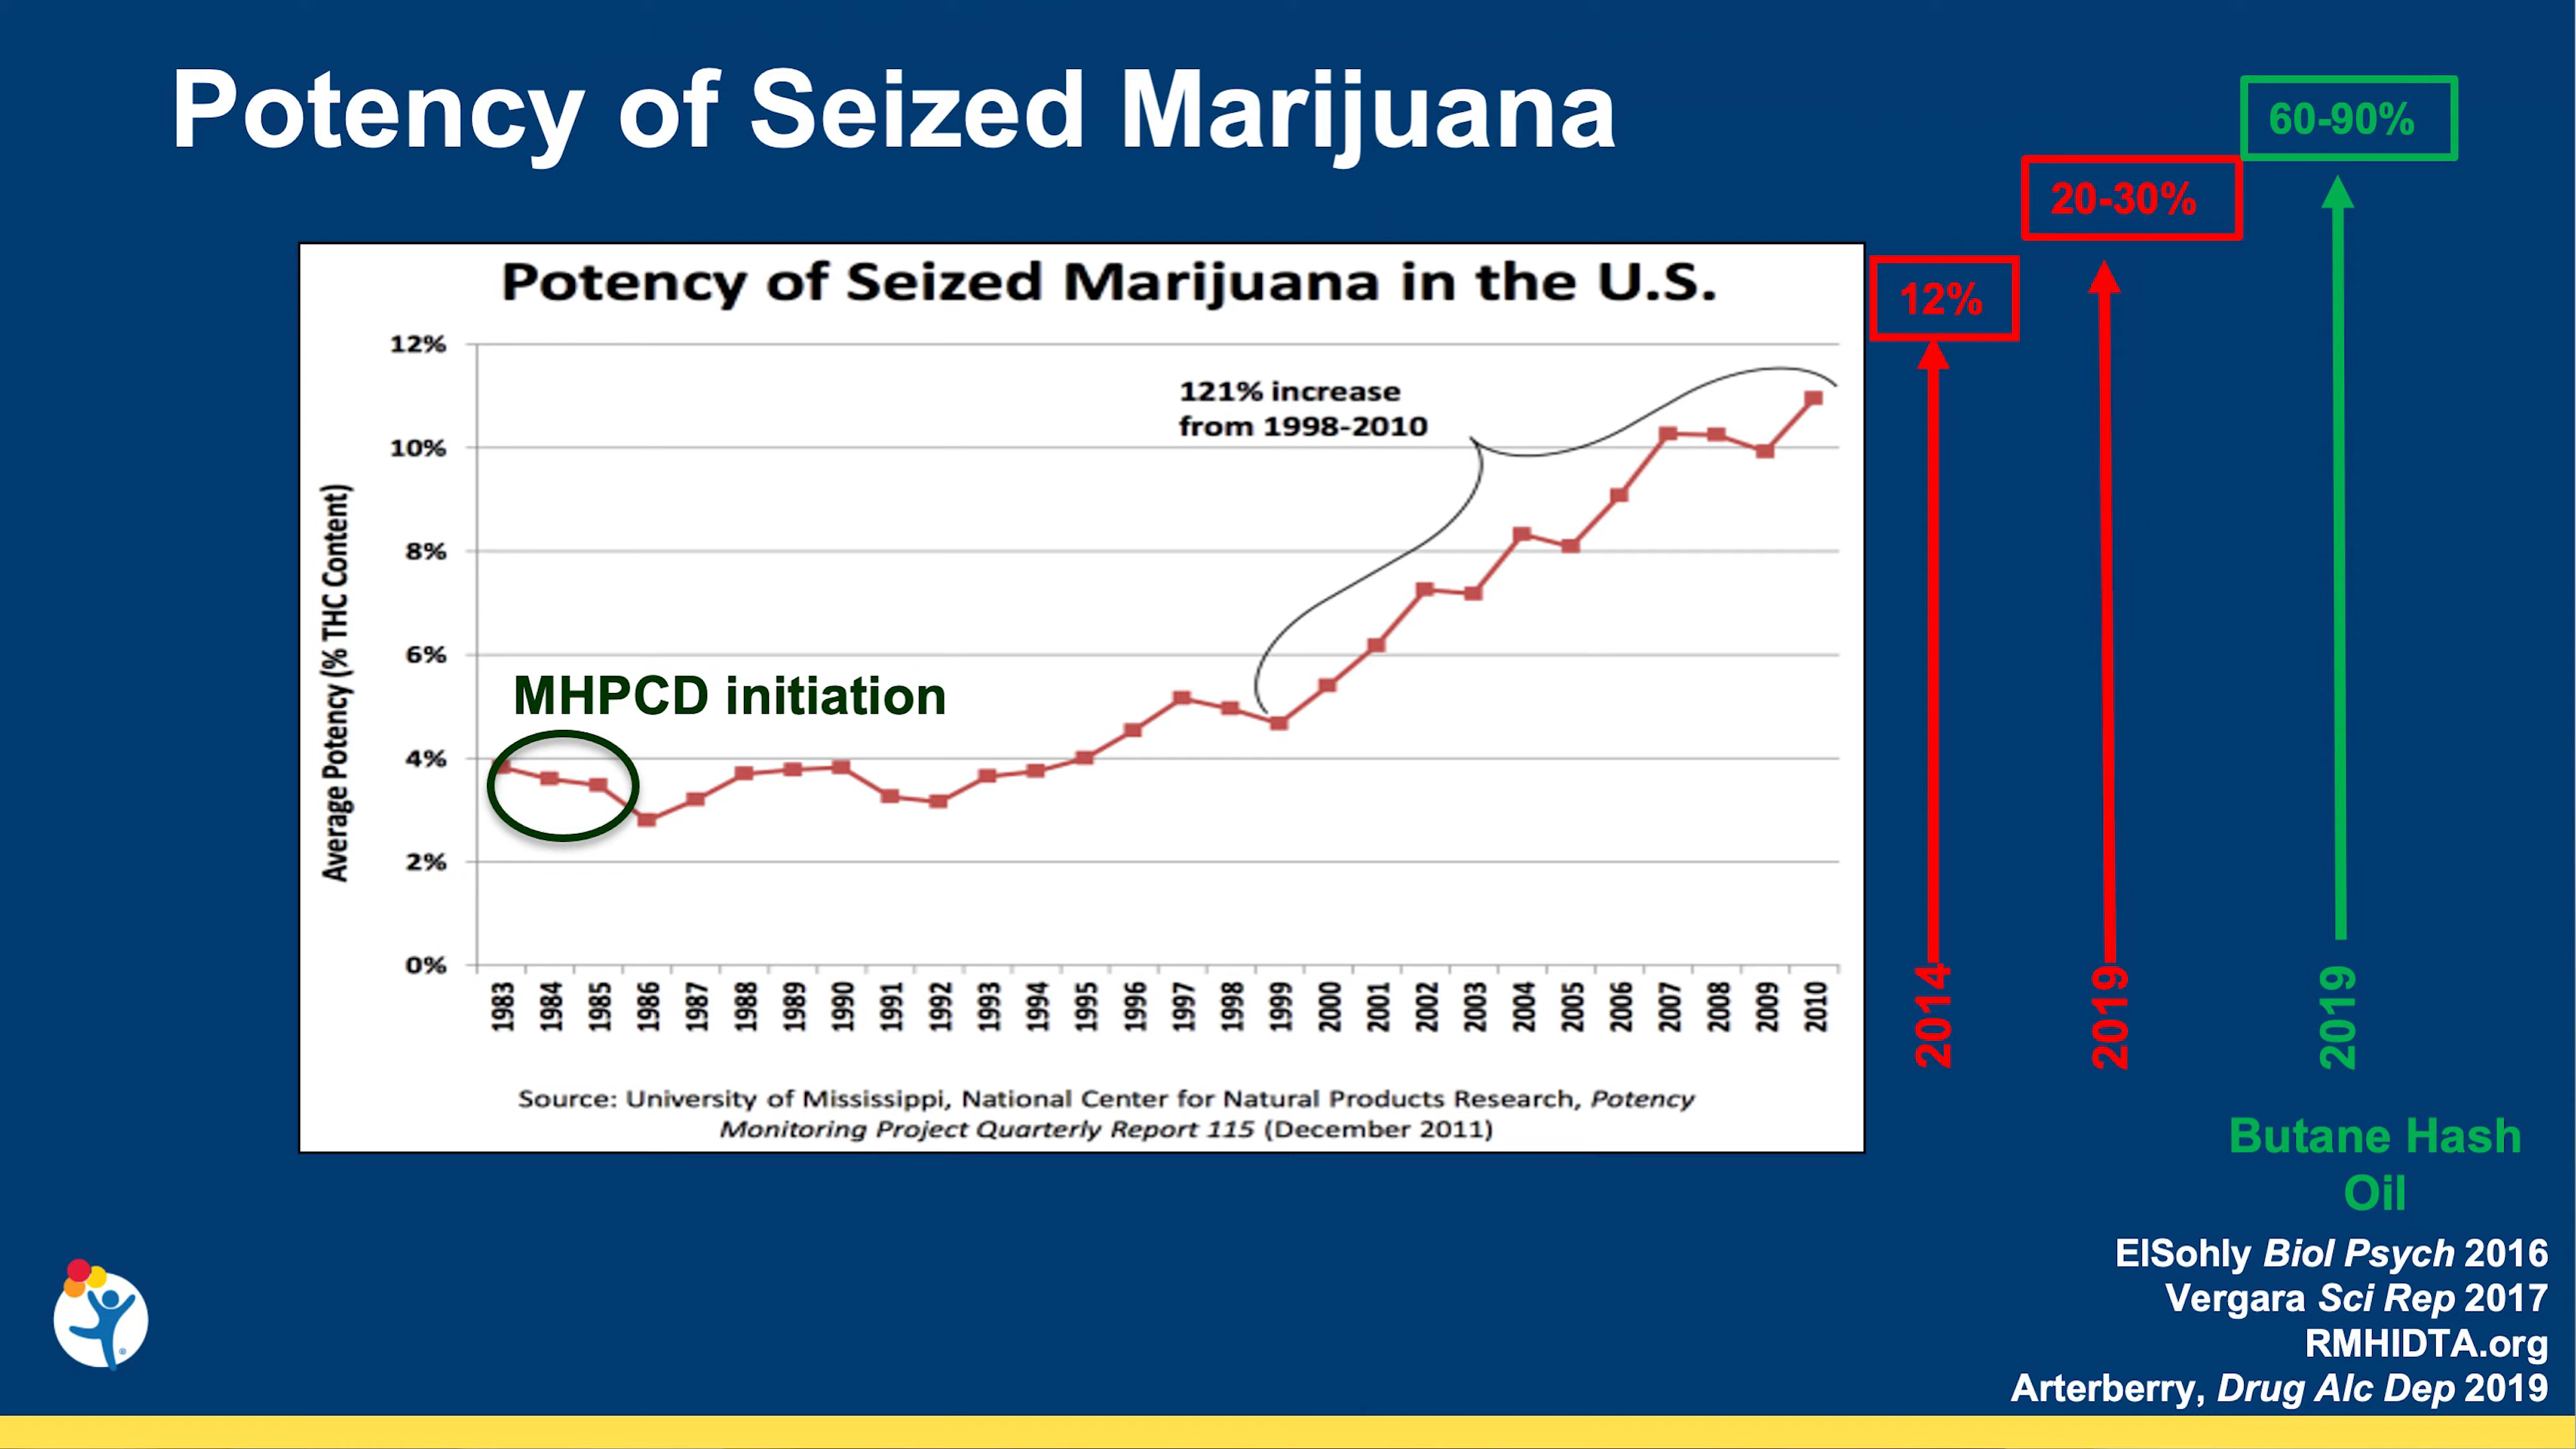 Potency of Seized Marijuana
60-90%
20-30%
12%
Potency of Seized Marijuana in the U.S.
12%
10%
8%
6%
4%
2%
0%
Average Potency (% THC Content)
121% increase
from 1998-2010
MHPCD initiation
1983
1984
1985
1986
1987
1988
1989
1990
1991
1992
1993
1994
1995
1996
1997
1998
1999
2000
2001
2002
2003
2004
2005
2006
2007
2008
2009
2010
2014
2019
2019
Source: University of Mississippi, National Center for Natural Products Research, Potency
Monitoring Project Quarterly Report 115 (December 2011)
Butane Hash
Oil
ElSohly Biol Psych 2016
Vergara Sci Rep 2017
RMHIDTA.org
Arterberry, Drug Alc Dep 2019